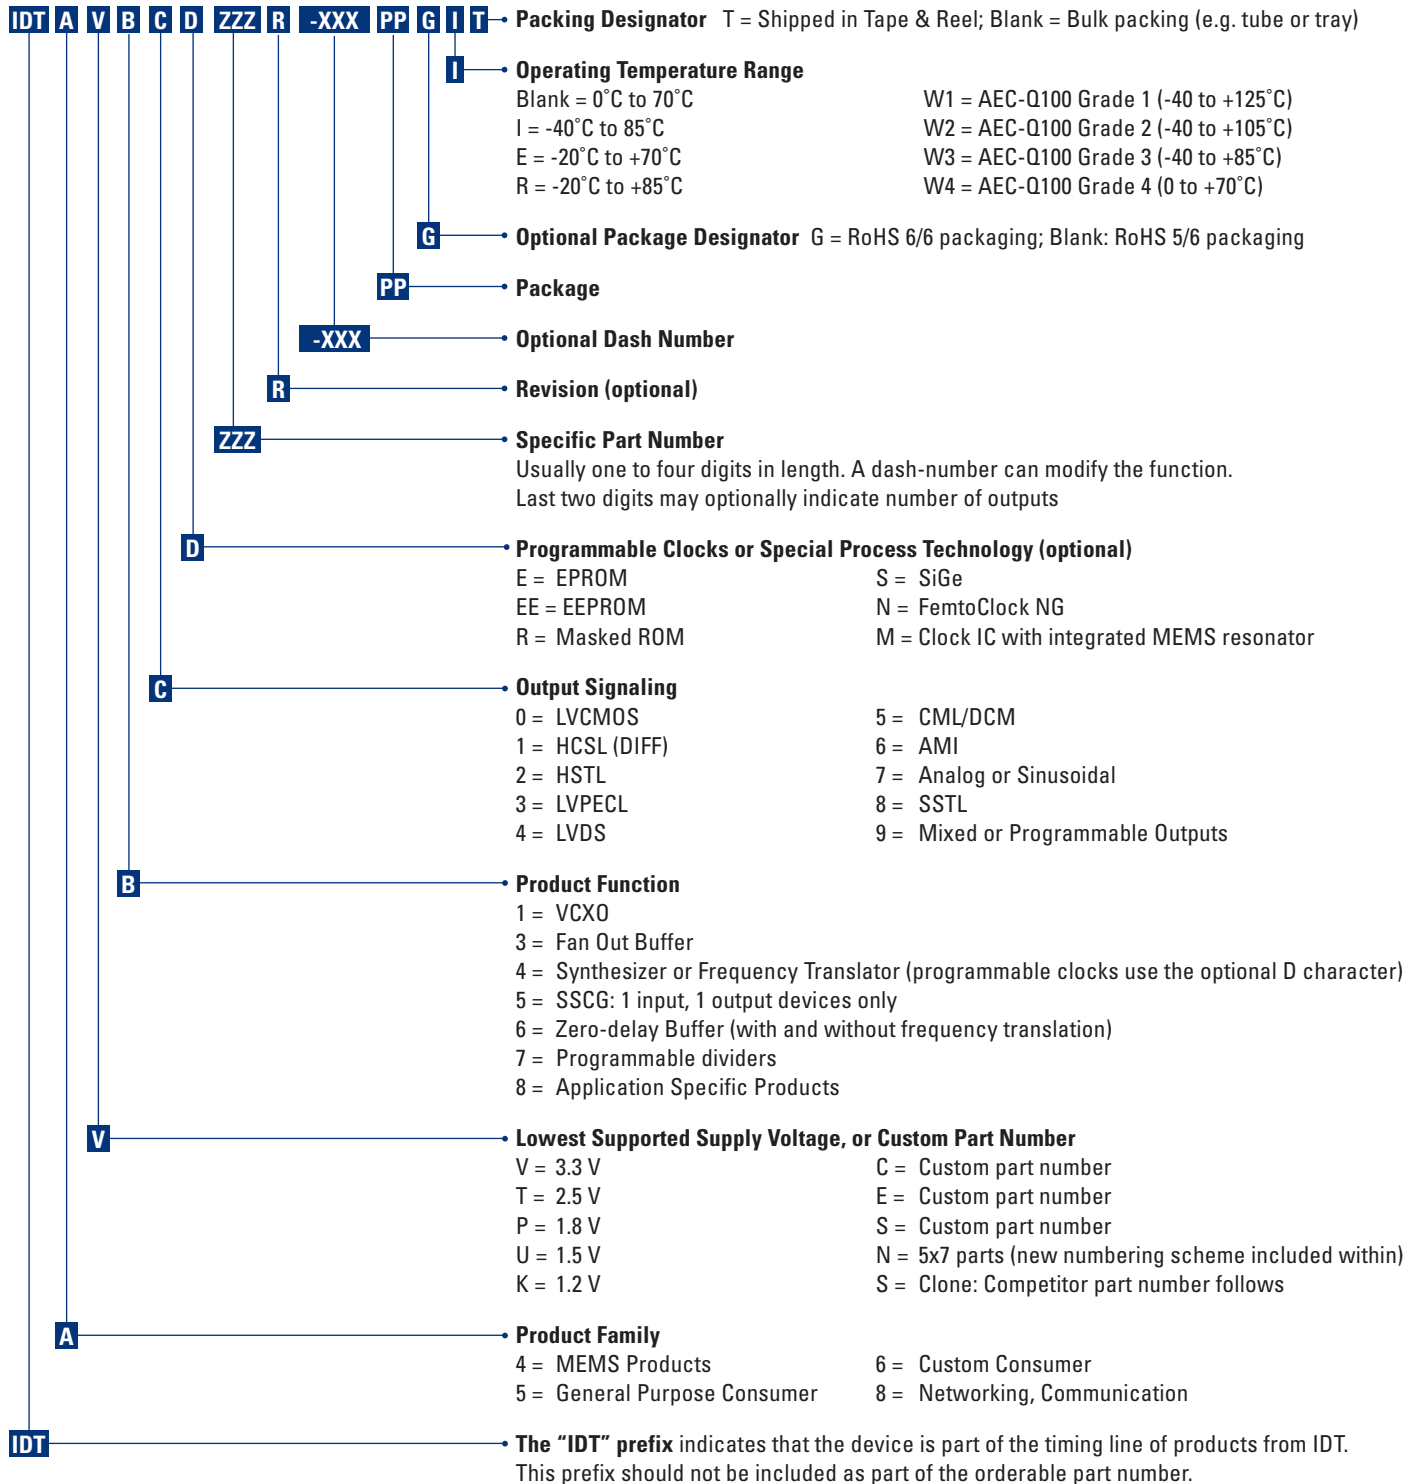 IDT A V B C D ZZZ R -XXX PP G I T Packing Designator T = Shipped in Tape & Reel; Blank = Bulk packing (e.g. tube or tray)
I Operating Temperature Range
Blank = 0˚C to 70˚C W1 = AEC-Q100 Grade 1 (-40 to +125˚C)
I = -40˚C to 85˚C W2 = AEC-Q100 Grade 2 (-40 to +105˚C)
E = -20˚C to +70˚C W3 = AEC-Q100 Grade 3 (-40 to +85˚C)
R = -20˚C to +85˚C W4 = AEC-Q100 Grade 4 (0 to +70˚C)
G Optional Package Designator G = RoHS 6/6 packaging; Blank: RoHS 5/6 packaging
PP Package
-XXX Optional Dash Number
R Revision (optional)
ZZZ Specific Part Number
Usually one to four digits in length. A dash-number can modify the function.
Last two digits may optionally indicate number of outputs
D Programmable Clocks or Special Process Technology (optional)
E = EPROM S = SiGe
EE = EEPROM N = FemtoClock NG
R = Masked ROM M = Clock IC with integrated MEMS resonator
C Output Signaling
0 = LVCMOS 5 = CML/DCM
1 = HCSL (DIFF) 6 = AMI
2 = HSTL 7 = Analog or Sinusoidal
3 = LVPECL 8 = SSTL
4 = LVDS 9 = Mixed or Programmable Outputs
B Product Function
1 = VCXO
3 = Fan Out Buffer
4 = Synthesizer or Frequency Translator (programmable clocks use the optional D character)
5 = SSCG: 1 input, 1 output devices only
6 = Zero-delay Buffer (with and without frequency translation)
7 = Programmable dividers
8 = Application Specific Products
V Lowest Supported Supply Voltage, or Custom Part Number
V = 3.3 V C = Custom part number
T = 2.5 V E = Custom part number
P = 1.8 V S = Custom part number
U = 1.5 V N = 5x7 parts (new numbering scheme included within)
K = 1.2 V S = Clone: Competitor part number follows
A Product Family
4 = MEMS Products 6 = Custom Consumer
5 = General Purpose Consumer 8 = Networking, Communication
IDT The “IDT” prefix indicates that the device is part of the timing line of products from IDT.
This prefix should not be included as part of the orderable part number.